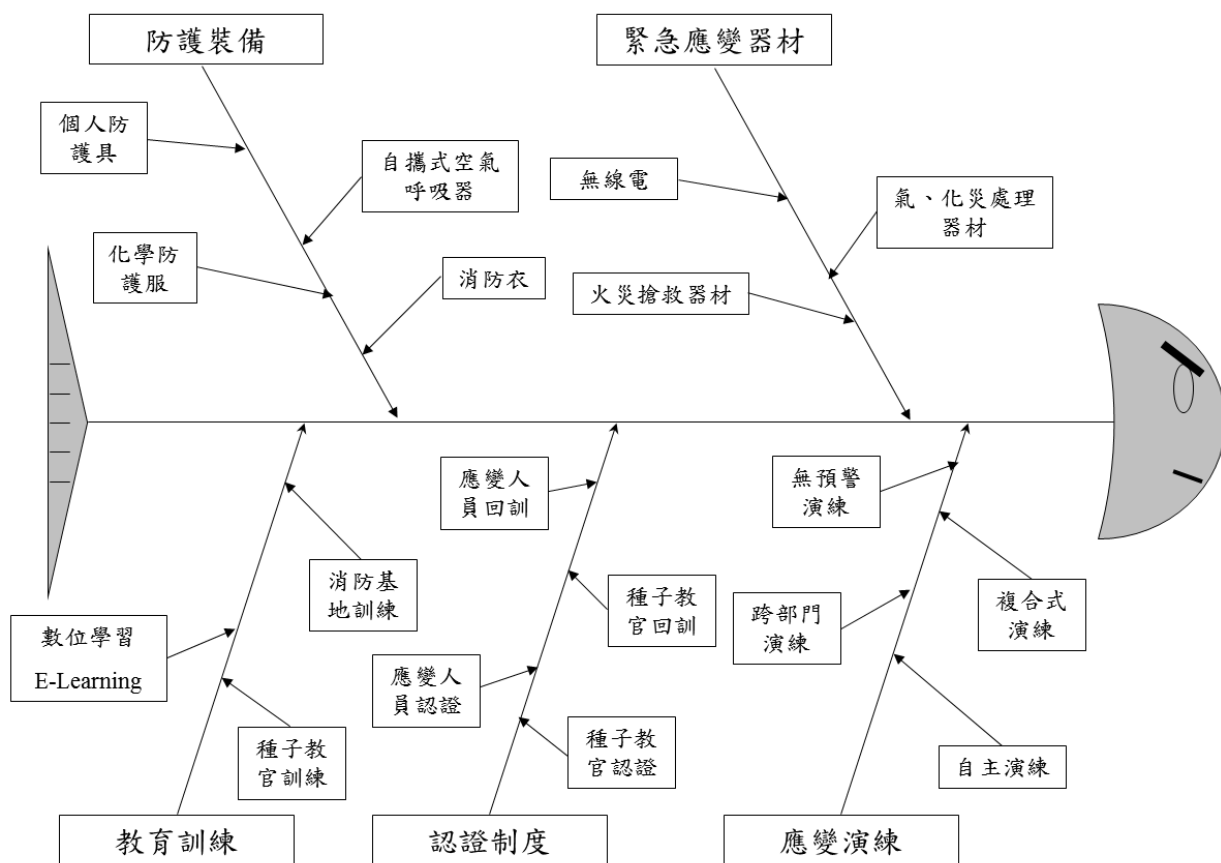 防護裝備
緊急應變器材
個人防
護具
自攜式空氣
呼吸器
無線電
氣、化災處理
器材
化學防
護服
消防衣
火災搶救器材
應變人
員回訓
無預警
演練
消防基
地訓練
種子教
官回訓
跨部門
演練
複合式
演練
數位學習
E-Learning
應變人
員認證
種子教
官訓練
種子教
官認證
自主演練
教育訓練
認證制度
應變演練